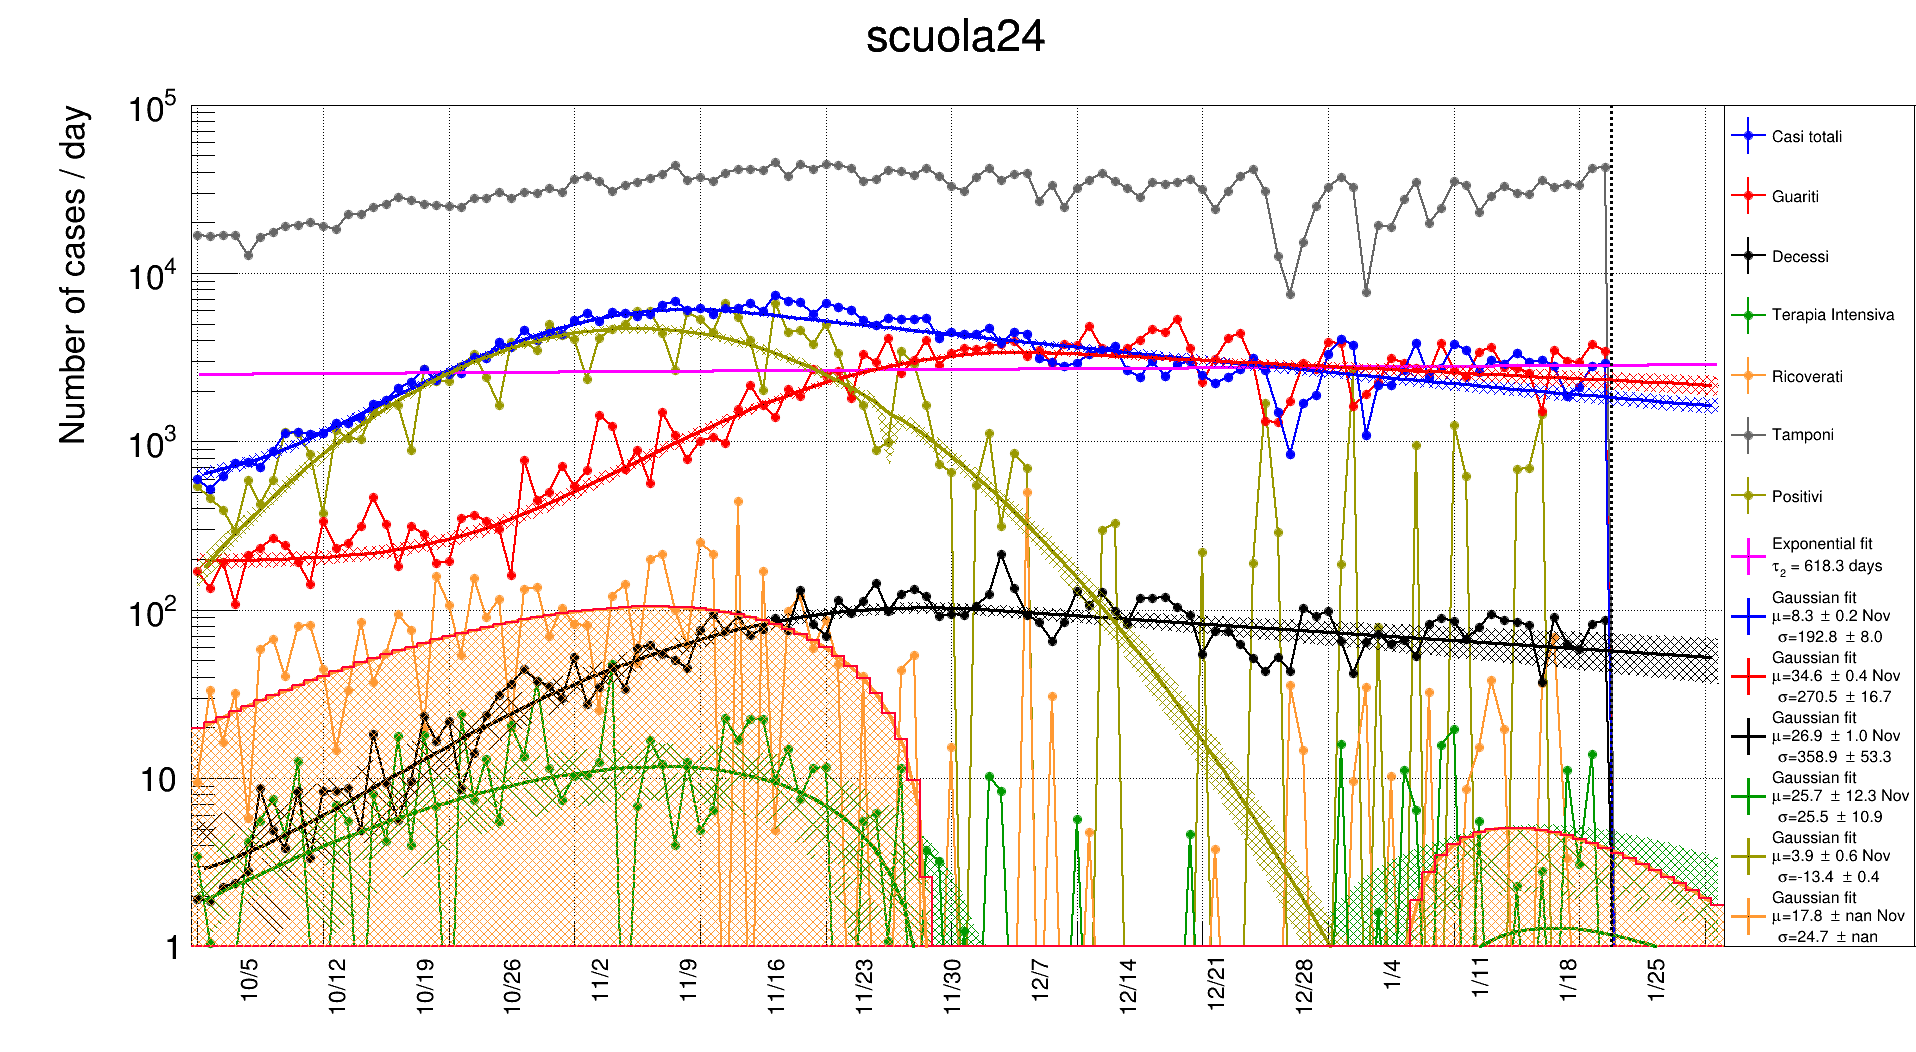 scuola24
Number of cases / day
10^5
10^4
10^3
10^2
10
1
10/5
10/12
10/19
10/26
11/2
11/9
11/16
11/23
11/30
12/7
12/14
12/21
12/28
1/4
1/11
1/18
1/25
Casi totali
Guariti
Decessi
Terapia Intensiva
Ricoverati
Tamponi
Positivi
Exponential fit
τ₂ = 618.3 days
Gaussian fit
μ=8.3 ± 0.2 Nov
σ=192.8 ± 8.0
Gaussian fit
μ=34.6 ± 0.4 Nov
σ=270.5 ± 16.7
Gaussian fit
μ=26.9 ± 1.0 Nov
σ=358.9 ± 53.3
Gaussian fit
μ=25.7 ± 12.3 Nov
σ=25.5 ± 10.9
Gaussian fit
μ=3.9 ± 0.6 Nov
σ=-13.4 ± 0.4
Gaussian fit
μ=17.8 ± nan Nov
σ=24.7 ± nan